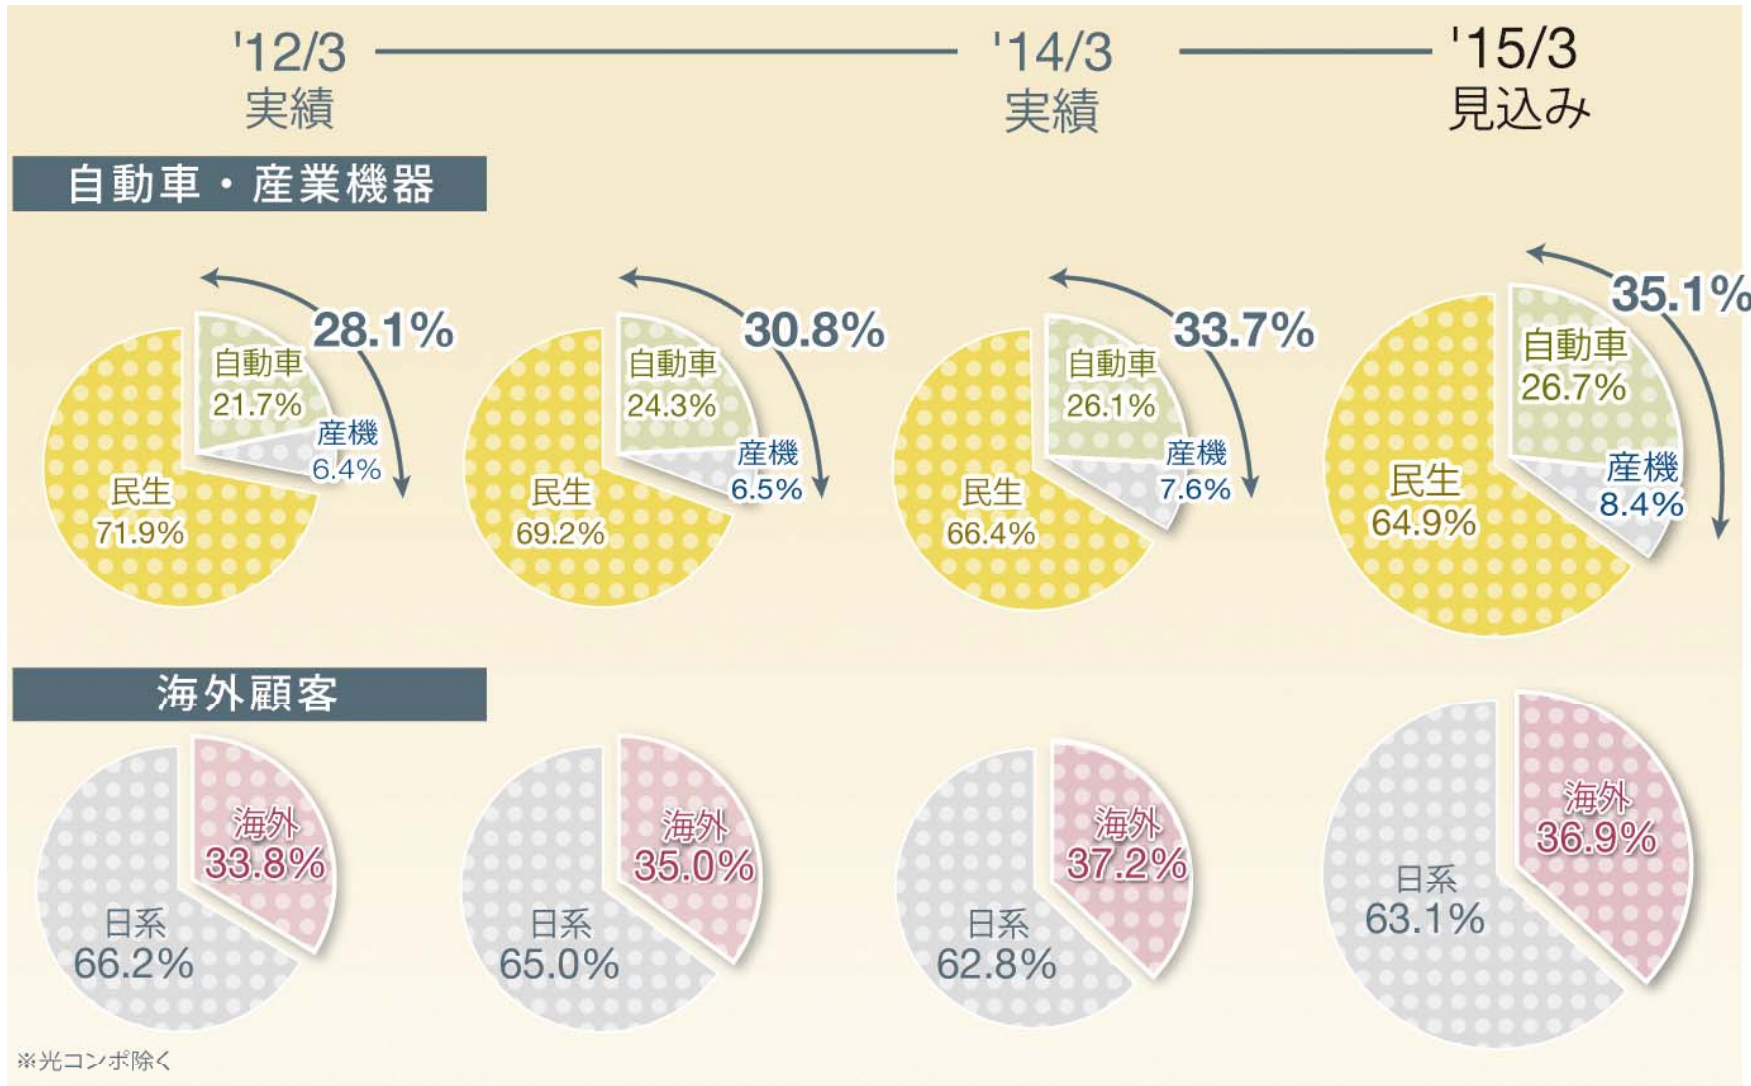 '12/3
実績
'14/3
実績
'15/3
見込み
自動車・産業機器
28.1%
自動車
21.7%
産機
6.4%
民生
71.9%
30.8%
自動車
24.3%
産機
6.5%
民生
69.2%
33.7%
自動車
26.1%
産機
7.6%
民生
66.4%
35.1%
自動車
26.7%
産機
8.4%
民生
64.9%
海外顧客
海外
33.8%
日系
66.2%
海外
35.0%
日系
65.0%
海外
37.2%
日系
62.8%
海外
36.9%
日系
63.1%
※光コンポ除く